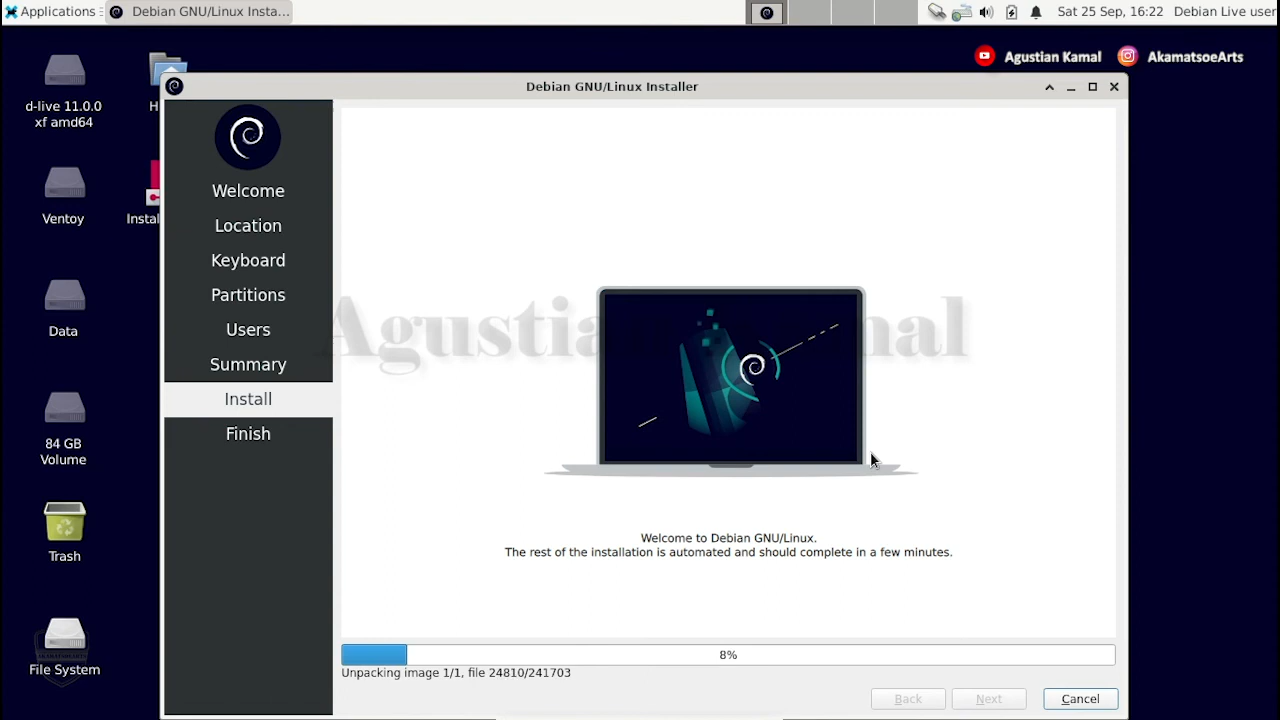 Applications
Debian GNU/Linux Insta...
Sat 25 Sep, 16:22
Debian Live user
Agustian Kamal
AkamatsoeArts
d-live 11.0.0
xf amd64
H
Ventoy
Instal
Data
84 GB
Volume
Trash
File System
Debian GNU/Linux Installer
Welcome
Location
Keyboard
Partitions
Users
Summary
Install
Finish
Welcome to Debian GNU/Linux.
The rest of the installation is automated and should complete in a few minutes.
8%
Unpacking image 1/1, file 24810/241703
Back
Next
Cancel